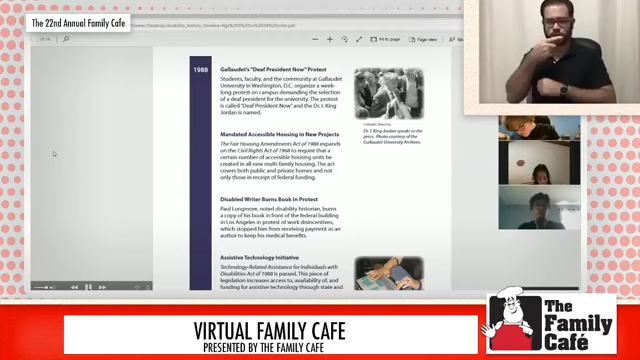 The 22nd Annual Family Cafe
Fit to page
Page view
1988
Gallaudet's "Deaf President Now" Protest
Students, faculty, and the community at Gallaudet
University in Washington, D.C. organize a week-
long protest on campus demanding the selection
of a deaf president for the university. The protest
is called "Deaf President Now" and the Dr. I. King
Jordan is named.
Gallaudet University
Dr. I. King Jordan speaks to the
press. Photo courtesy of the
Gallaudet University Archives.
Mandated Accessible Housing in New Projects
The Fair Housing Amendments Act of 1988 expands
on the Civil Rights Act of 1968 to require that a
certain number of accessible housing units be
created in all new multi-family housing. The act
covers both public and private homes and not
only those in receipt of federal funding.
Disabled Writer Burns Book in Protest
Paul Longmore, noted disability historian, burns
a copy of his book in front of the federal building
in Los Angeles in protest of work disincentives,
which stopped him from receiving payment as an
author to keep his medical benefits.
Assistive Technology Initiative
Technology-Related Assistance for Individuals with
Disabilities Act of 1988 is passed. This piece of
legislation increases access to, availability of, and
funding for assistive technology through state and
VIRTUAL FAMILY CAFE
PRESENTED BY THE FAMILY CAFE
The
Family
Café